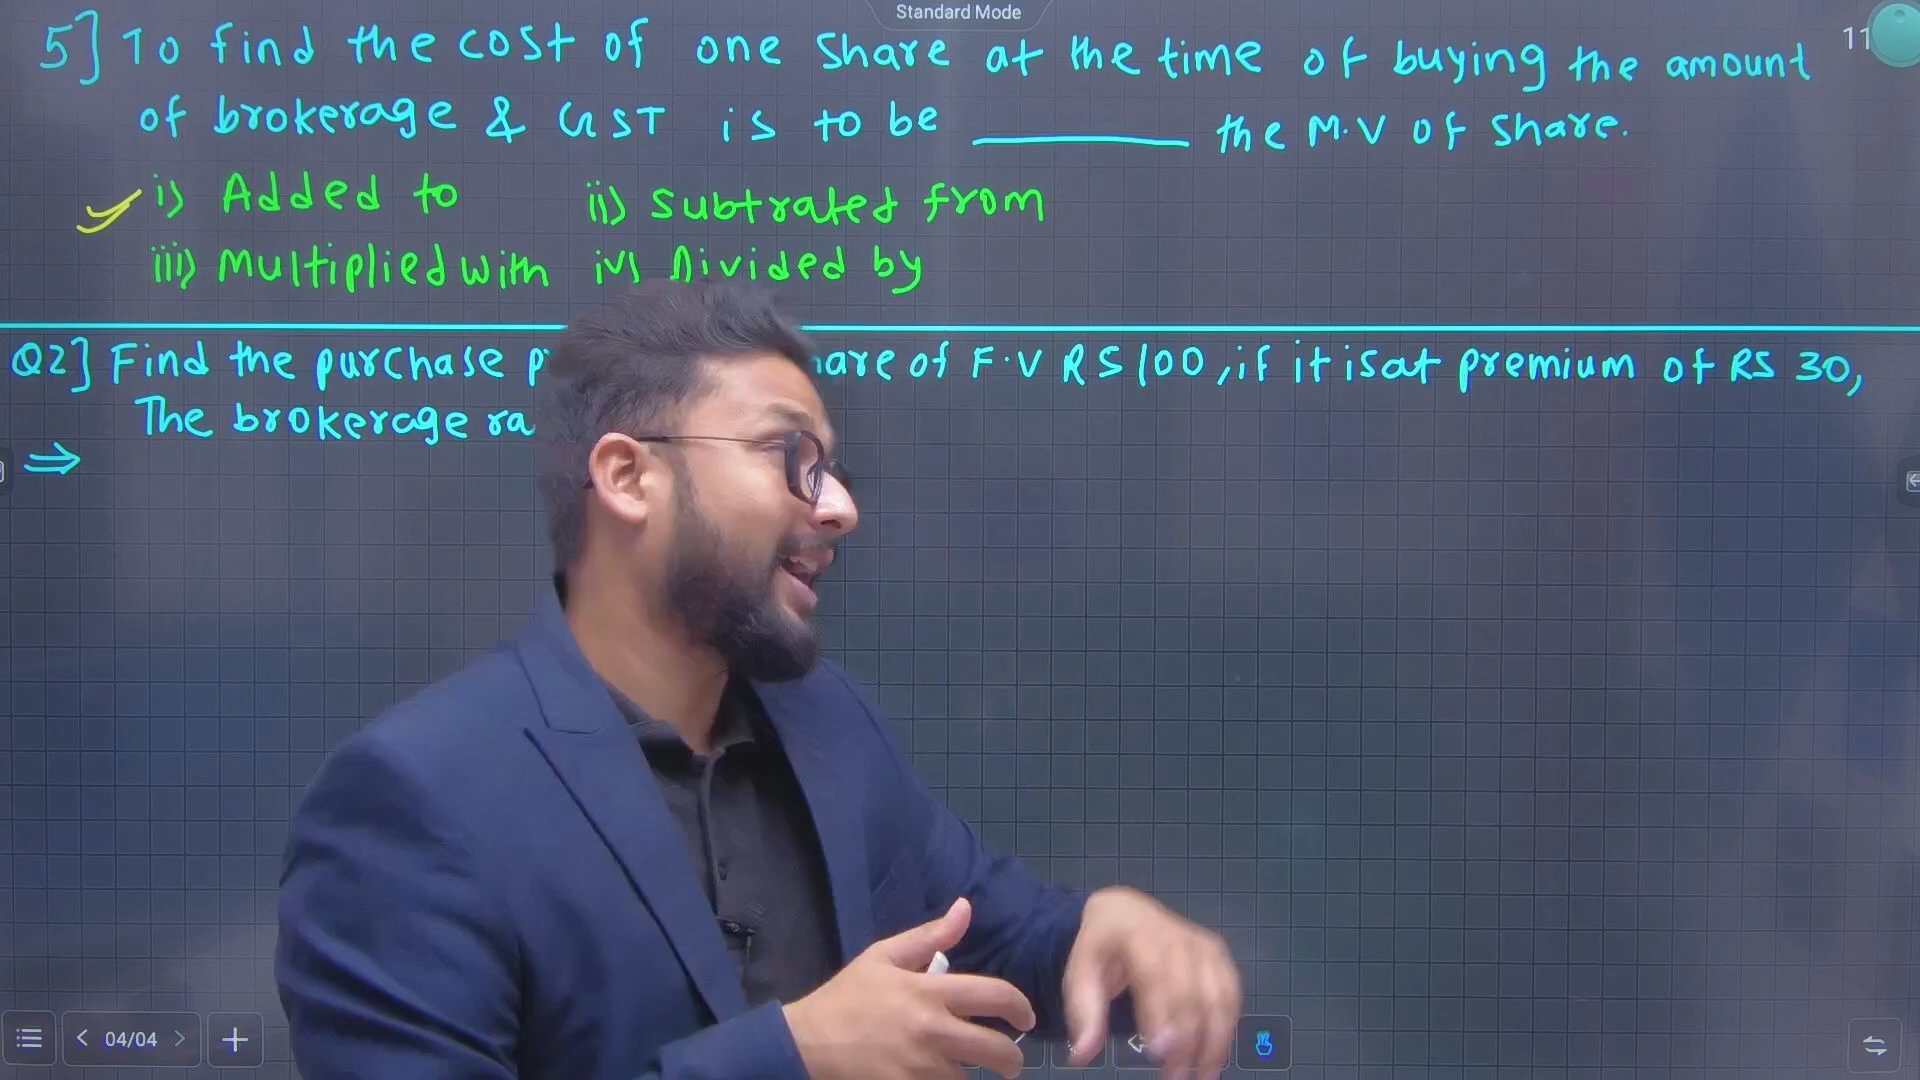 Standard Mode
11
5] To find the cost of one share at the time of buying the amount
of brokerage & GST is to be ________ the M.V of share.
i) Added to ii) subtrated from
iii) Multiplied with iv) Divided by
Q2] Find the purchase of F.V RS 100, if it is at premium of RS 30,
The brokerage
⇒
< 04/04 > +